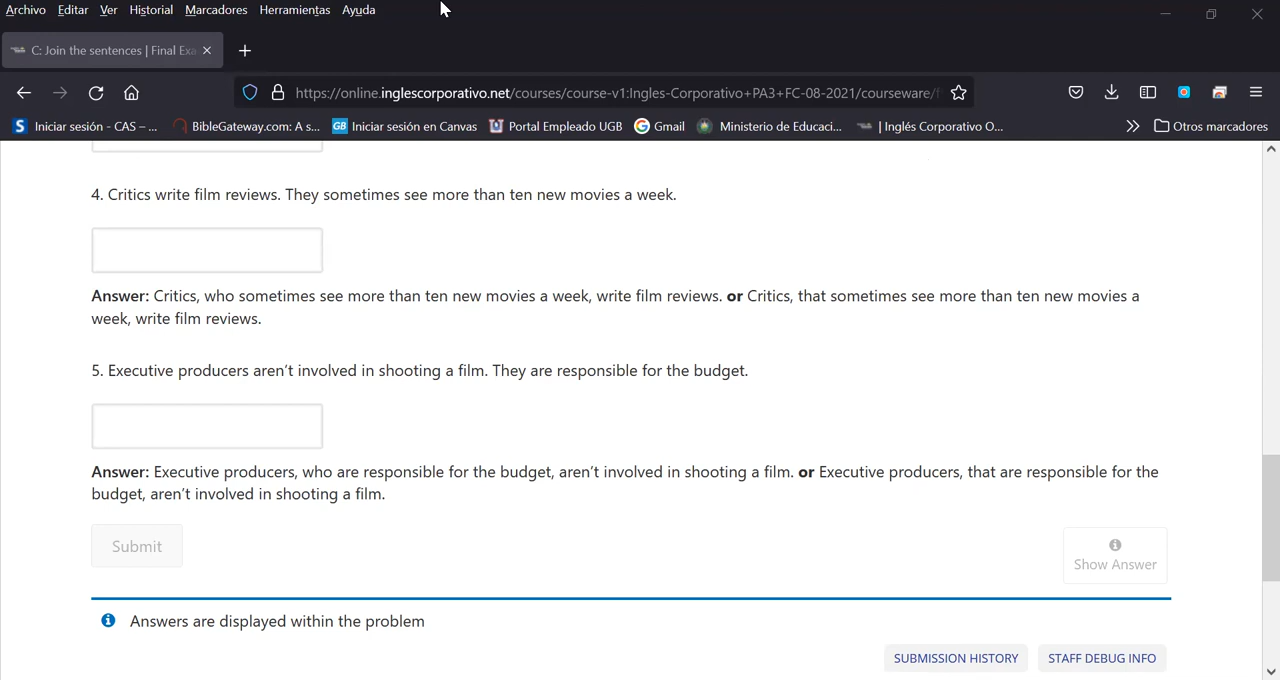 Archivo Editar Ver Historial Marcadores Herramientas Ayuda
C: Join the sentences | Final Exa
https://online.inglescorporativo.net/courses/course-v1:Ingles-Corporativo+PA3+FC-08-2021/courseware/f
S Iniciar sesión - CAS – ... BibleGateway.com: A s... GB Iniciar sesión en Canvas Portal Empleado UGB Gmail Ministerio de Educaci... | Inglés Corporativo O... Otros marcadores
4. Critics write film reviews. They sometimes see more than ten new movies a week.
Answer: Critics, who sometimes see more than ten new movies a week, write film reviews. or Critics, that sometimes see more than ten new movies a
week, write film reviews.
5. Executive producers aren’t involved in shooting a film. They are responsible for the budget.
Answer: Executive producers, who are responsible for the budget, aren’t involved in shooting a film. or Executive producers, that are responsible for the
budget, aren’t involved in shooting a film.
Submit
Show Answer
Answers are displayed within the problem
SUBMISSION HISTORY STAFF DEBUG INFO